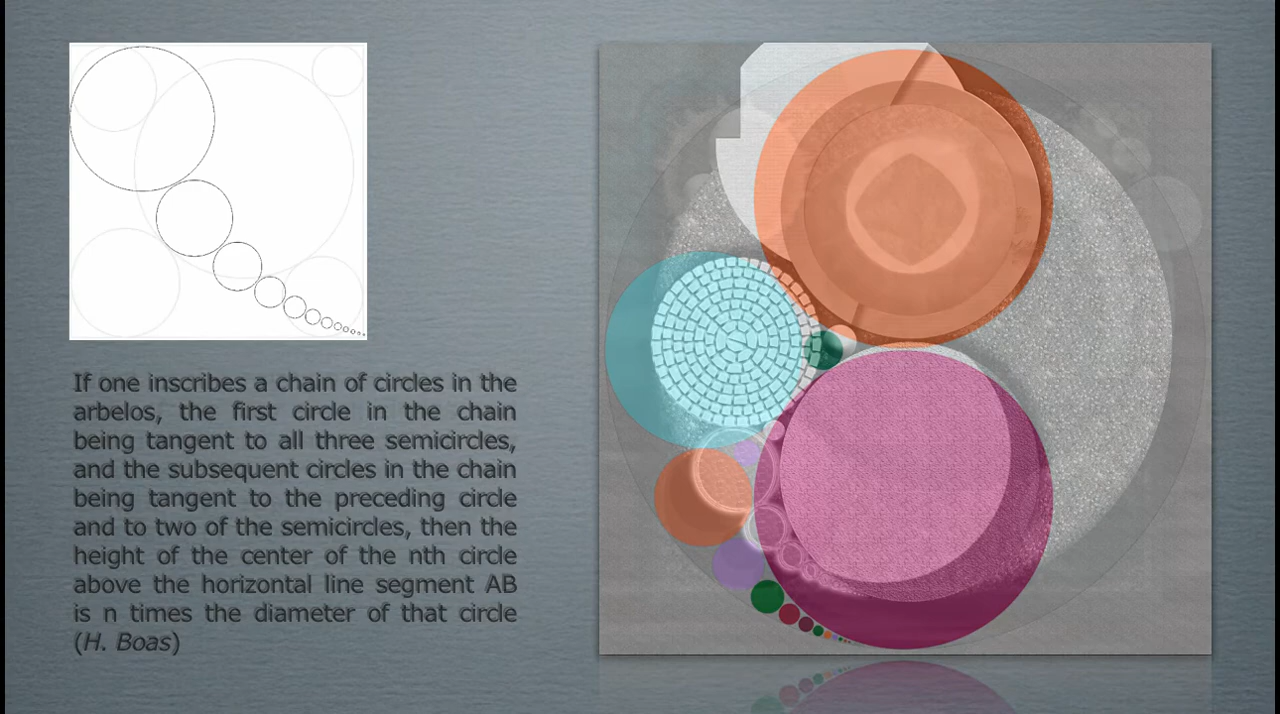 If one inscribes a chain of circles in the
arbelos, the first circle in the chain
being tangent to all three semicircles,
and the subsequent circles in the chain
being tangent to the preceding circle
and to two of the semicircles, then the
height of the center of the nth circle
above the horizontal line segment AB
is n times the diameter of that circle
(H. Boas)